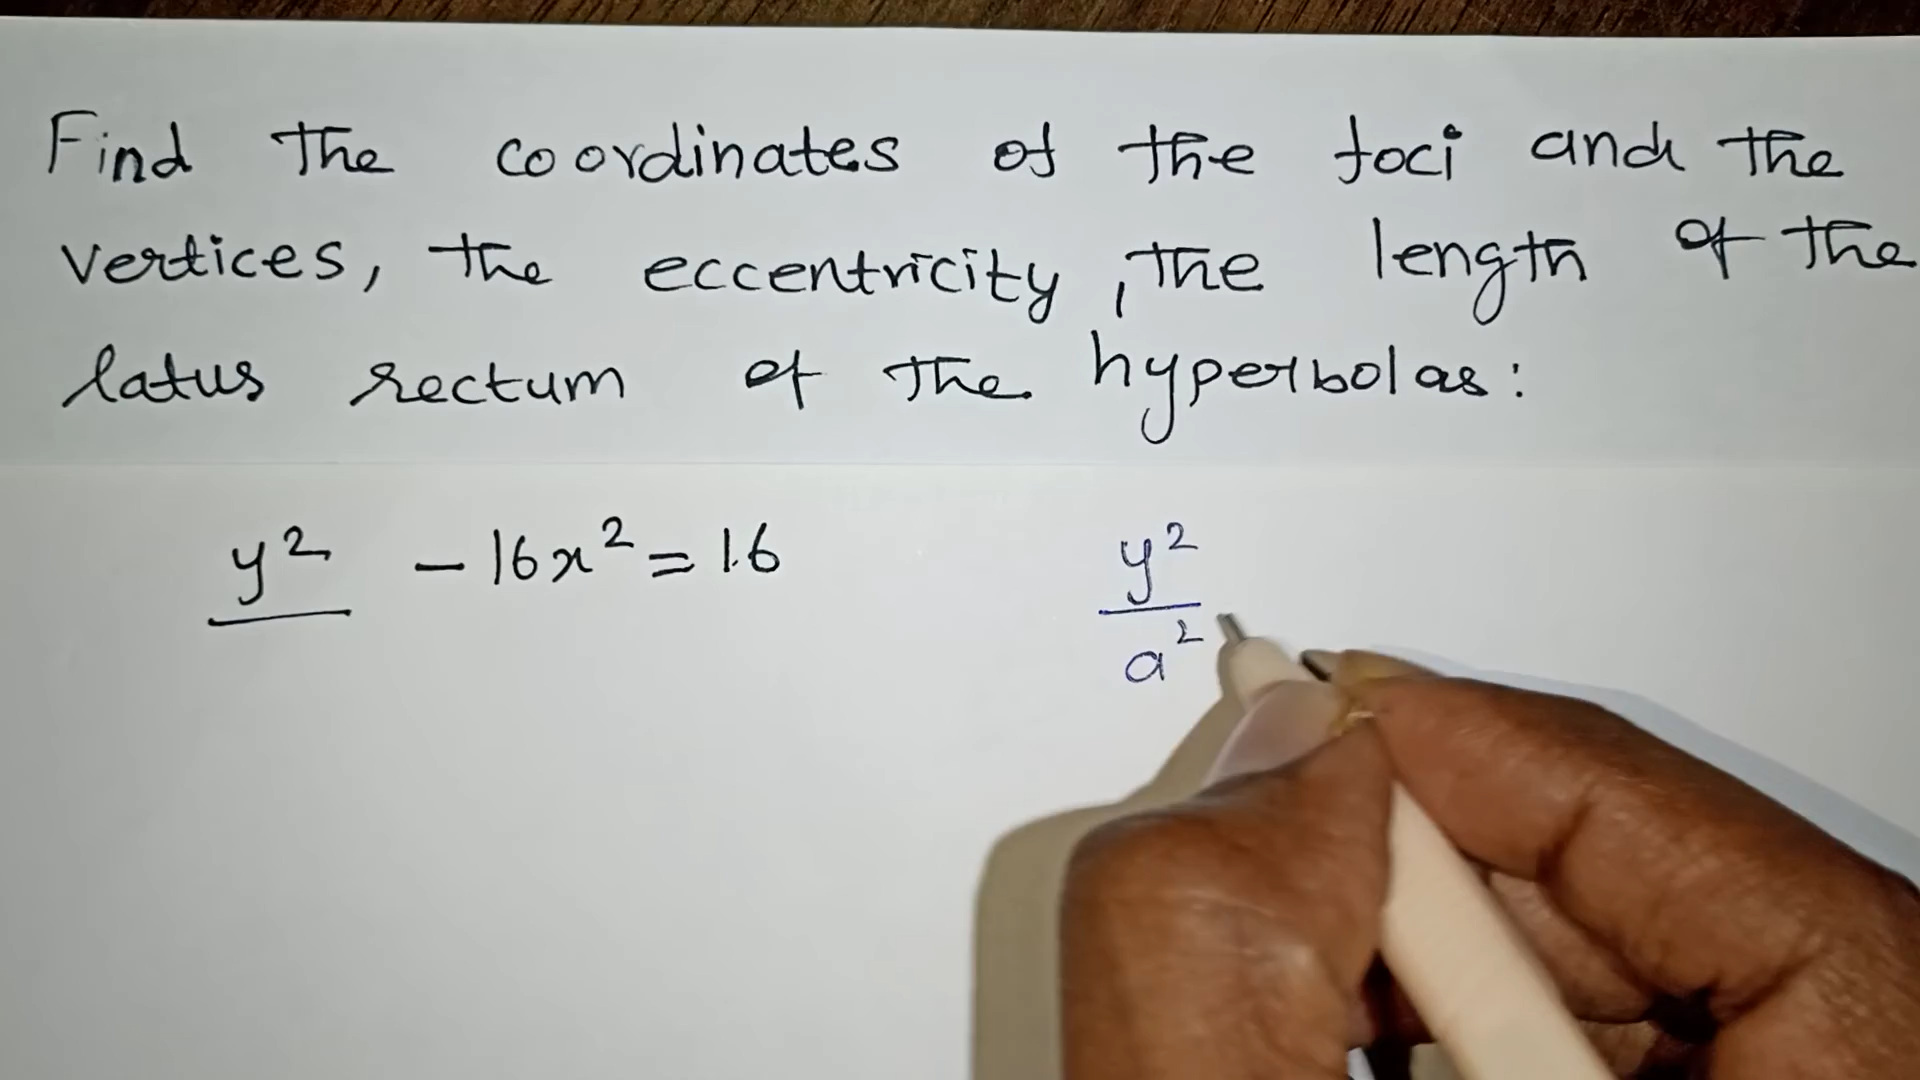 Find the coordinates of the foci and the
vertices, the eccentricity, the length of the
latus rectum of the hyperbolas:
y² - 16x² = 16
y²
a²